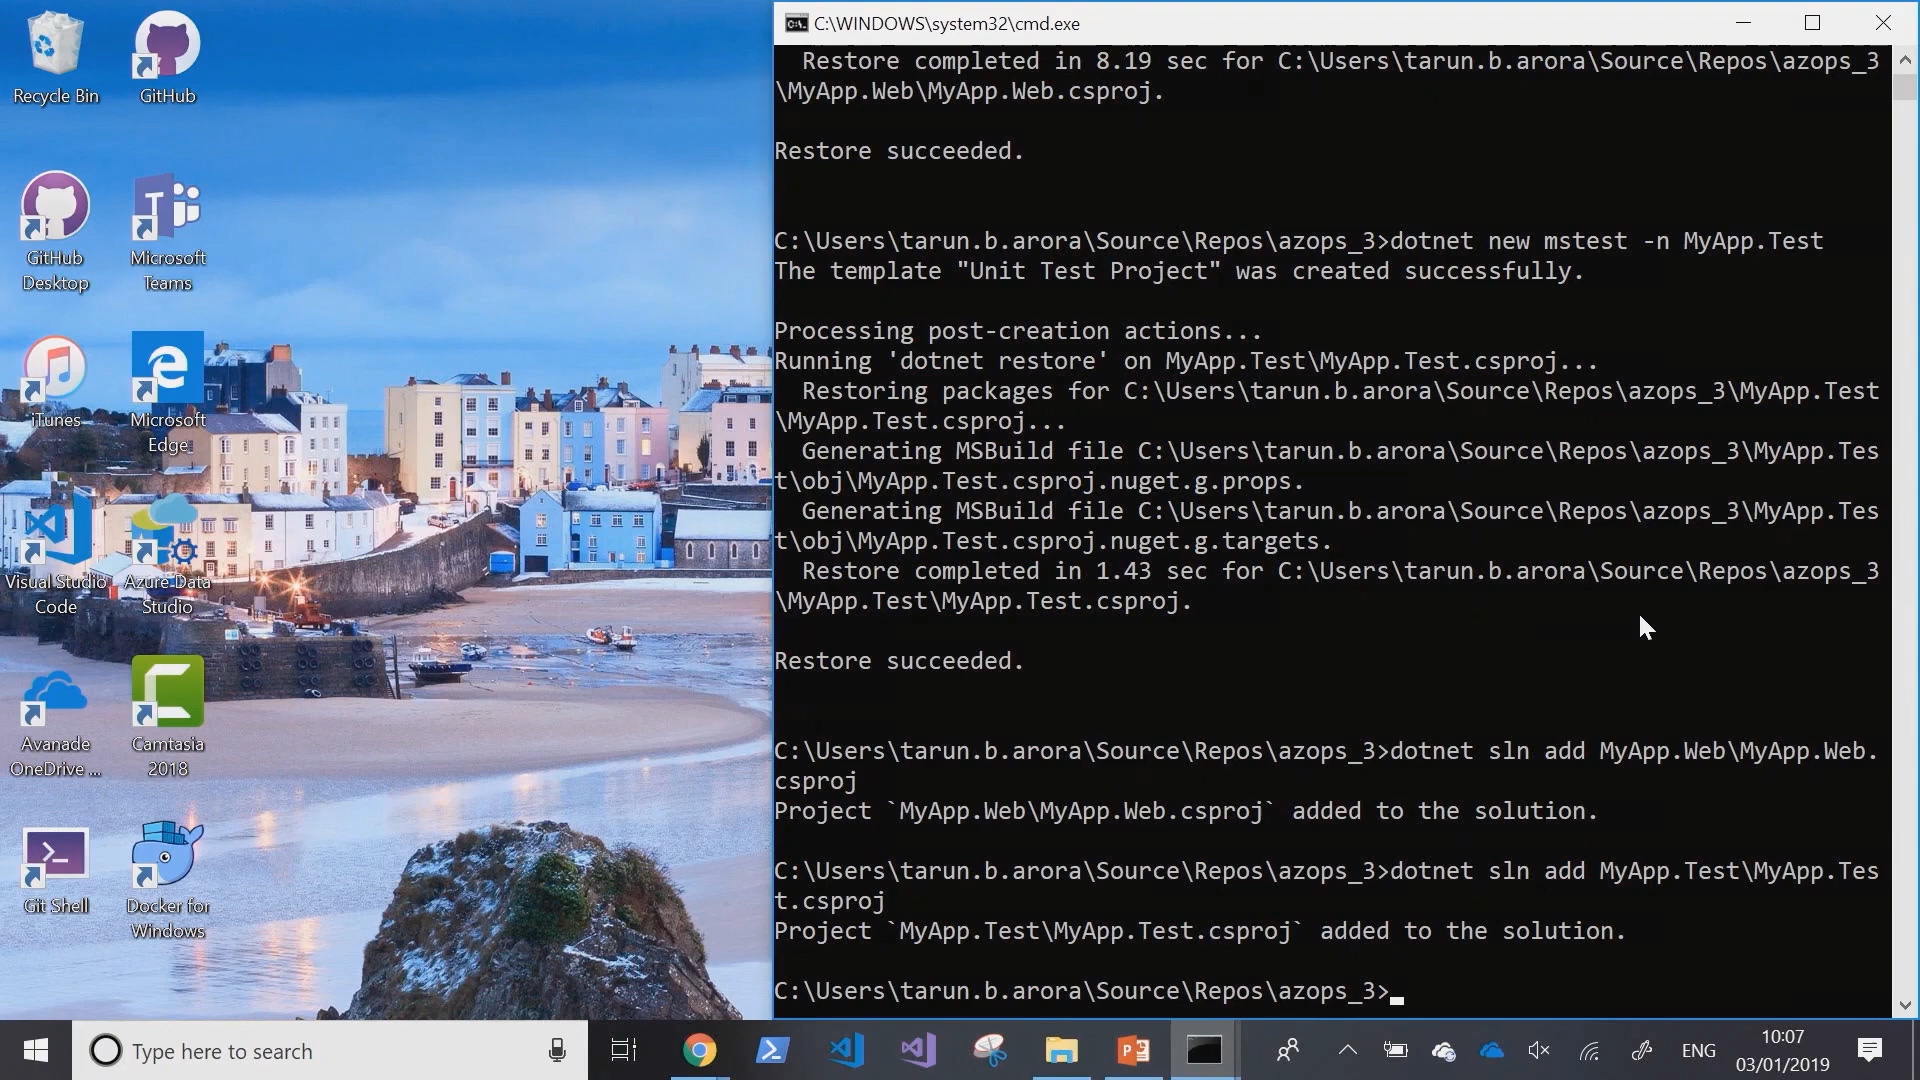 Recycle Bin
GitHub
GitHub
Desktop
Microsoft
Teams
iTunes
Microsoft
Edge
Visual Studio
Code
Azure Data
Studio
Avanade
OneDrive ...
Camtasia
2018
Git Shell
Docker for
Windows
C:\WINDOWS\system32\cmd.exe
  Restore completed in 8.19 sec for C:\Users\tarun.b.arora\Source\Repos\azops_3
\MyApp.Web\MyApp.Web.csproj.
Restore succeeded.
C:\Users\tarun.b.arora\Source\Repos\azops_3>dotnet new mstest -n MyApp.Test
The template "Unit Test Project" was created successfully.
Processing post-creation actions...
Running 'dotnet restore' on MyApp.Test\MyApp.Test.csproj...
  Restoring packages for C:\Users\tarun.b.arora\Source\Repos\azops_3\MyApp.Test
\MyApp.Test.csproj...
  Generating MSBuild file C:\Users\tarun.b.arora\Source\Repos\azops_3\MyApp.Tes
t\obj\MyApp.Test.csproj.nuget.g.props.
  Generating MSBuild file C:\Users\tarun.b.arora\Source\Repos\azops_3\MyApp.Tes
t\obj\MyApp.Test.csproj.nuget.g.targets.
  Restore completed in 1.43 sec for C:\Users\tarun.b.arora\Source\Repos\azops_3
\MyApp.Test\MyApp.Test.csproj.
Restore succeeded.
C:\Users\tarun.b.arora\Source\Repos\azops_3>dotnet sln add MyApp.Web\MyApp.Web.
csproj
Project `MyApp.Web\MyApp.Web.csproj` added to the solution.
C:\Users\tarun.b.arora\Source\Repos\azops_3>dotnet sln add MyApp.Test\MyApp.Tes
t.csproj
Project `MyApp.Test\MyApp.Test.csproj` added to the solution.
C:\Users\tarun.b.arora\Source\Repos\azops_3>
Type here to search
ENG
10:07
03/01/2019